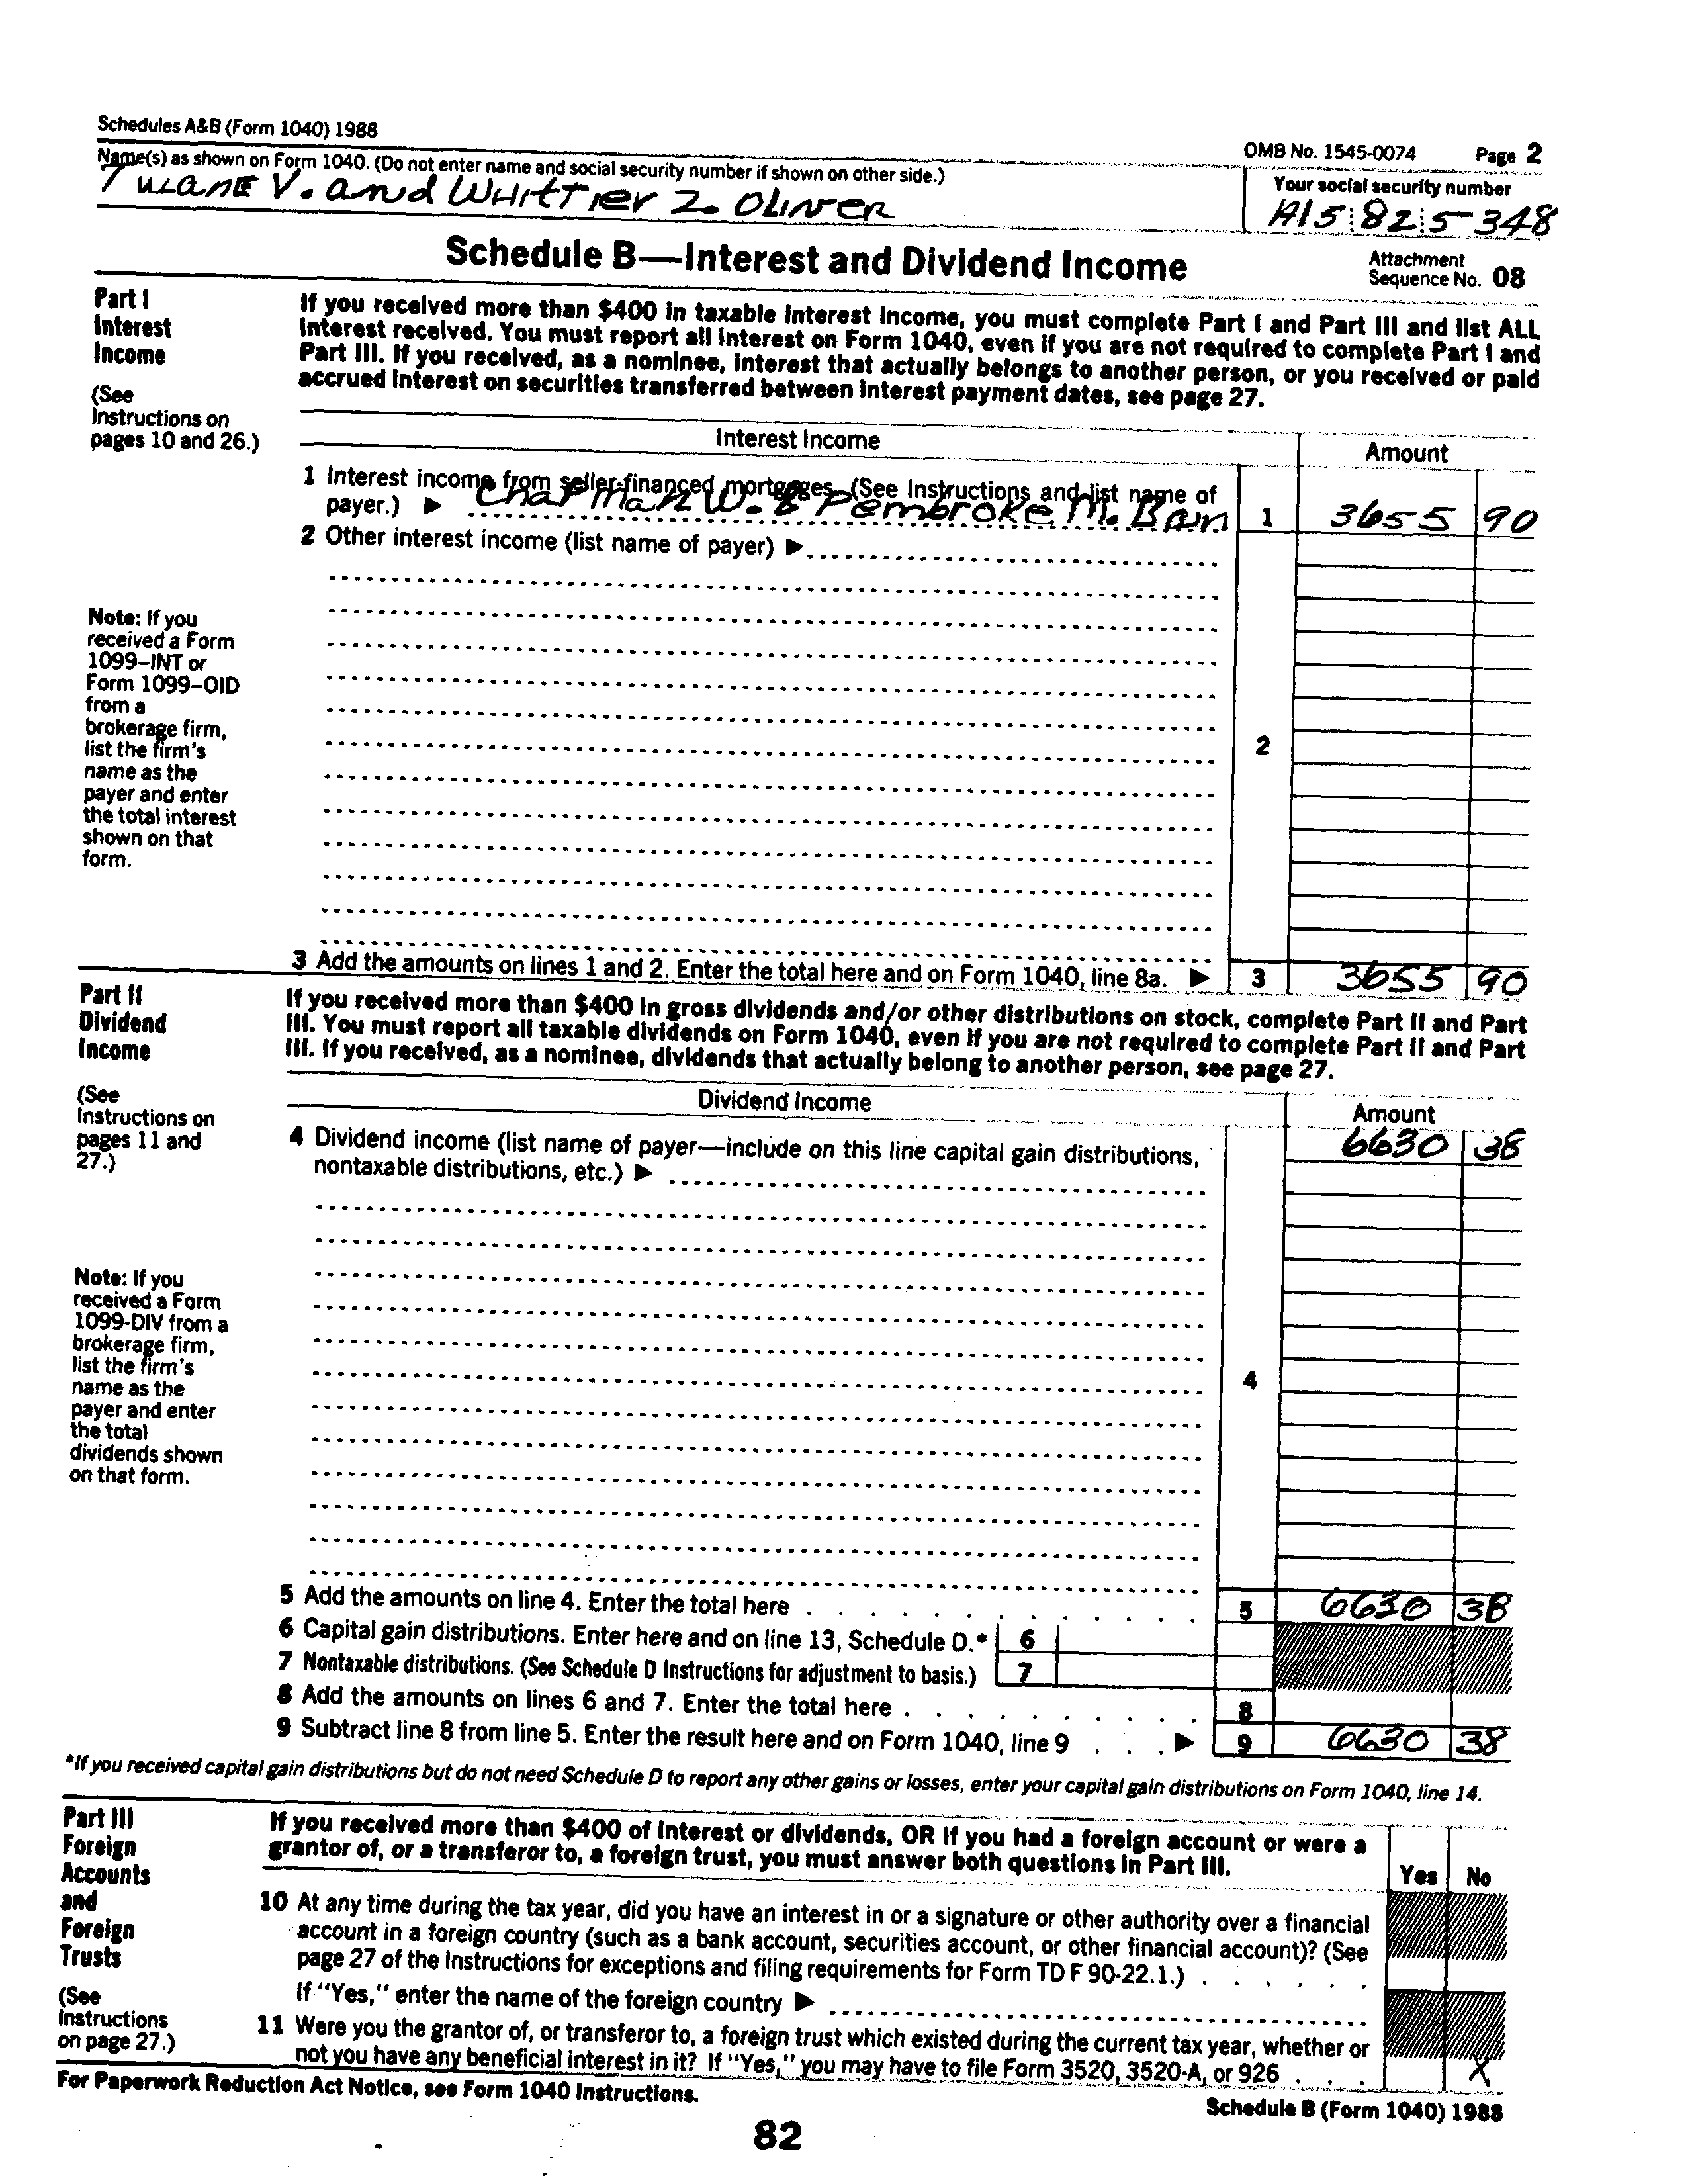 Schedules A&B (Form 1040) 1988
OMB No. 1545-0074 Page 2
Name(s) as shown on Form 1040. (Do not enter name and social security number if shown on other side.)
Your social security number
Tulane V. and Whittier Z. Oliver
A15 82 5348
Schedule B—Interest and Dividend Income
Attachment
Sequence No. 08
Part I
Interest
Income
(See
Instructions on
pages 10 and 26.)
If you received more than $400 in taxable interest income, you must complete Part I and Part III and list ALL
interest received. You must report all interest on Form 1040, even if you are not required to complete Part I and
Part III. If you received, as a nominee, interest that actually belongs to another person, or you received or paid
accrued interest on securities transferred between interest payment dates, see page 27.
Interest Income
Amount
1 Interest income from seller-financed mortgages. (See Instructions and list name of
payer.) ▶ Chapman W. & Pembroke M. Bain 1 3655 90
2 Other interest income (list name of payer) ▶
Note: If you
received a Form
1099–INT or
Form 1099–OID
from a
brokerage firm,
list the firm's
name as the
payer and enter
the total interest
shown on that
form.
2
3 Add the amounts on lines 1 and 2. Enter the total here and on Form 1040, line 8a. ▶ 3 3655 90
Part II
Dividend
Income
(See
Instructions on
pages 11 and
27.)
If you received more than $400 in gross dividends and/or other distributions on stock, complete Part II and Part
III. You must report all taxable dividends on Form 1040, even if you are not required to complete Part II and Part
III. If you received, as a nominee, dividends that actually belong to another person, see page 27.
Dividend Income
Amount
4 Dividend income (list name of payer—include on this line capital gain distributions, 6630 38
nontaxable distributions, etc.) ▶
Note: If you
received a Form
1099-DIV from a
brokerage firm,
list the firm's
name as the
payer and enter
the total
dividends shown
on that form.
4
5 Add the amounts on line 4. Enter the total here 5 6630 38
6 Capital gain distributions. Enter here and on line 13, Schedule D.* 6
7 Nontaxable distributions. (See Schedule D Instructions for adjustment to basis.) 7
8 Add the amounts on lines 6 and 7. Enter the total here 8
9 Subtract line 8 from line 5. Enter the result here and on Form 1040, line 9 ▶ 9 6630 38
*If you received capital gain distributions but do not need Schedule D to report any other gains or losses, enter your capital gain distributions on Form 1040, line 14.
Part III
Foreign
Accounts
and
Foreign
Trusts
(See
Instructions
on page 27.)
If you received more than $400 of interest or dividends, OR if you had a foreign account or were a
grantor of, or a transferor to, a foreign trust, you must answer both questions in Part III.
Yes No
10 At any time during the tax year, did you have an interest in or a signature or other authority over a financial
account in a foreign country (such as a bank account, securities account, or other financial account)? (See
page 27 of the Instructions for exceptions and filing requirements for Form TD F 90-22.1.)
If "Yes," enter the name of the foreign country ▶
11 Were you the grantor of, or transferor to, a foreign trust which existed during the current tax year, whether or
not you have any beneficial interest in it? If "Yes," you may have to file Form 3520, 3520-A, or 926 X
For Paperwork Reduction Act Notice, see Form 1040 Instructions.
Schedule B (Form 1040) 1988
82